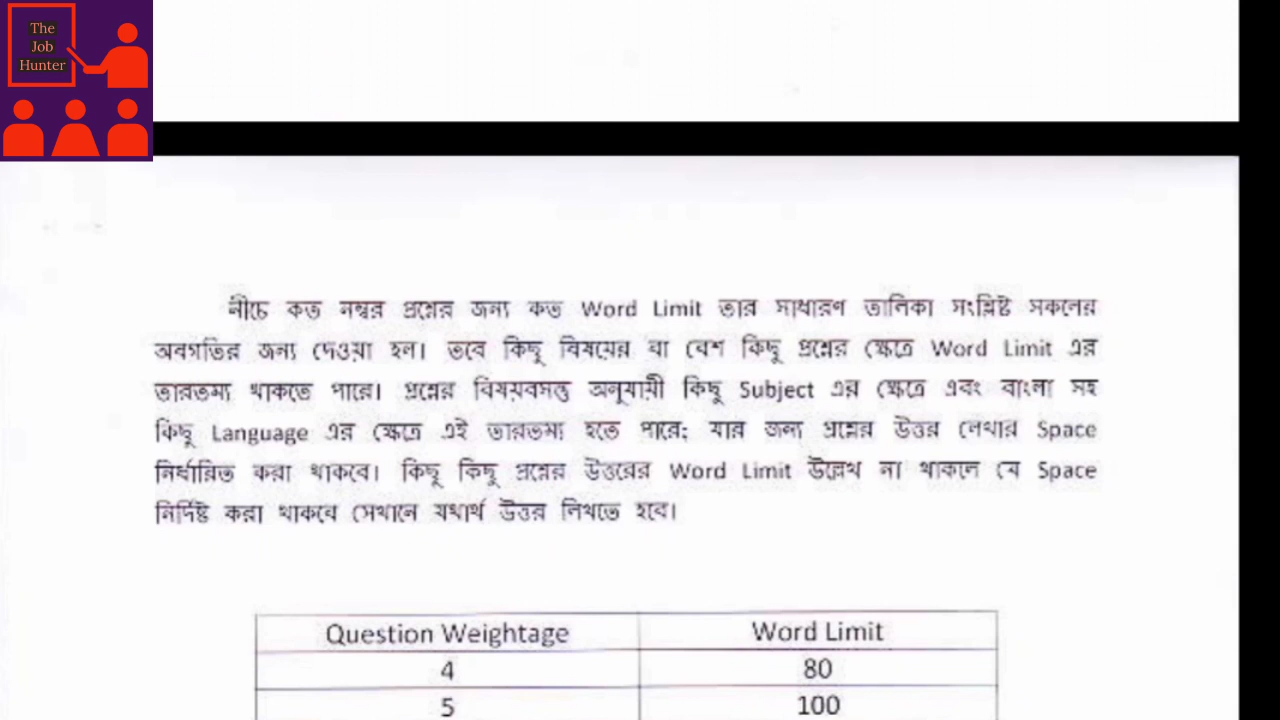 The
Job
Hunter
নীচে কত নম্বর প্রশ্নের জন্য কত Word Limit তার সাধারণ তালিকা সংশ্লিষ্ট সকলের
অবগতির জন্য দেওয়া হল। তবে কিছু বিষয়ের বা বেশ কিছু প্রশ্নের ক্ষেত্রে Word Limit এর
তারতম্য থাকতে পারে। প্রশ্নের বিষয়বসস্তু অনুযায়ী কিছু Subject এর ক্ষেত্রে এবং বাংলা সহ
কিছু Language এর ক্ষেত্রে এই তারতম্য হতে পারে; যার জন্য প্রশ্নের উত্তর লেখার Space
নির্ধারিত করা থাকবে। কিছু কিছু প্রশ্নের উত্তরের Word Limit উল্লেখ না থাকলে যে Space
নির্দিষ্ট করা থাকবে সেখানে যথার্থ উত্তর লিখতে হবে।
Question Weightage Word Limit
4 80
5 100